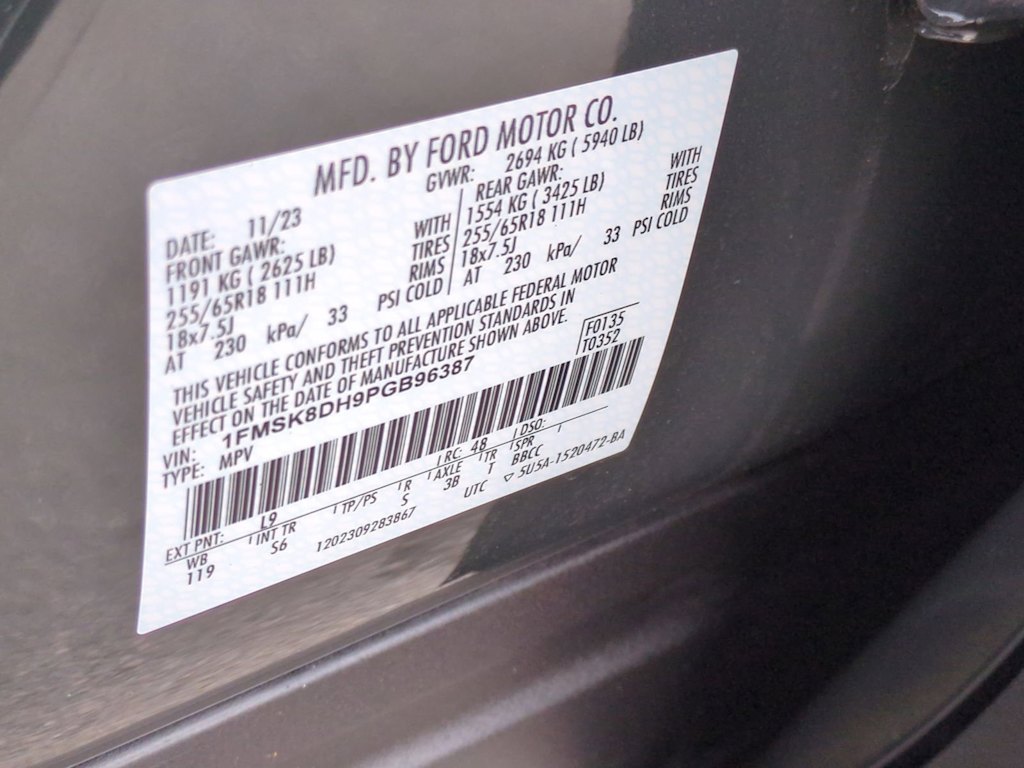 MFD. BY FORD MOTOR CO.
DATE: 11/23 GVWR: 2694 KG ( 5940 LB)
FRONT GAWR:
1191 KG ( 2625 LB) WITH
255/65R18 111H TIRES
18x7.5J RIMS
AT 230 kPa/ 33 PSI COLD
REAR GAWR:
1554 KG ( 3425 LB) WITH
255/65R18 111H TIRES
18x7.5J RIMS
AT 230 kPa/ 33 PSI COLD
THIS VEHICLE CONFORMS TO ALL APPLICABLE FEDERAL MOTOR
VEHICLE SAFETY AND THEFT PREVENTION STANDARDS IN
EFFECT ON THE DATE OF MANUFACTURE SHOWN ABOVE.
VIN: 1FMSK8DH9PGB96387
TYPE: MPV
F0135
T0352
EXT PNT: L9 RC: 48 DSO:
WB INT TR TP/PS R AXLE TR SPR
119 S6 S 3B T BBCC
1202309283867 UTC ▽ 5U5A-1520472-BA